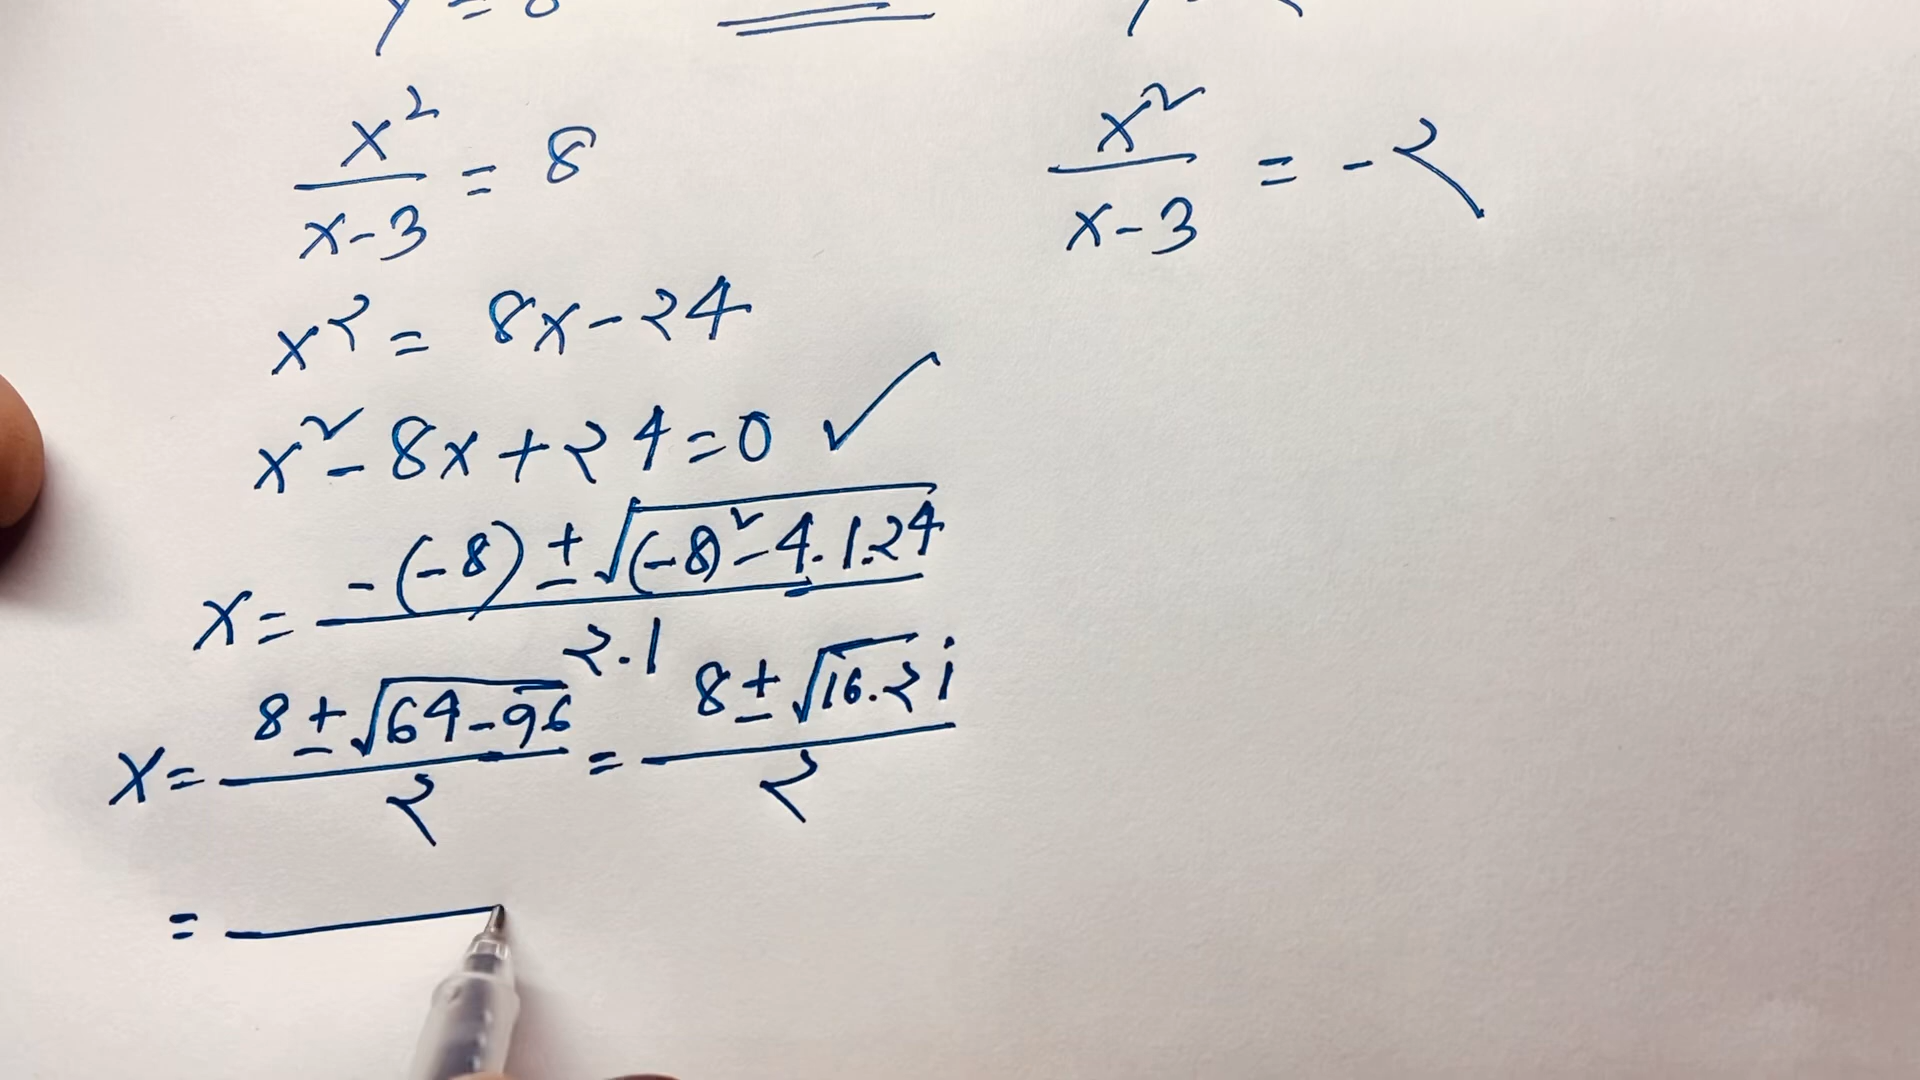 y = 8
x² / x-3 = 8
x² = 8x-24
x²-8x+24=0 ✓
x= -(-8) ± √(-8)²-4.1.24 / 2.1
x= 8 ± √64-96 / 2 = 8 ± √16.2 i / 2
=
x² / x-3 = -2